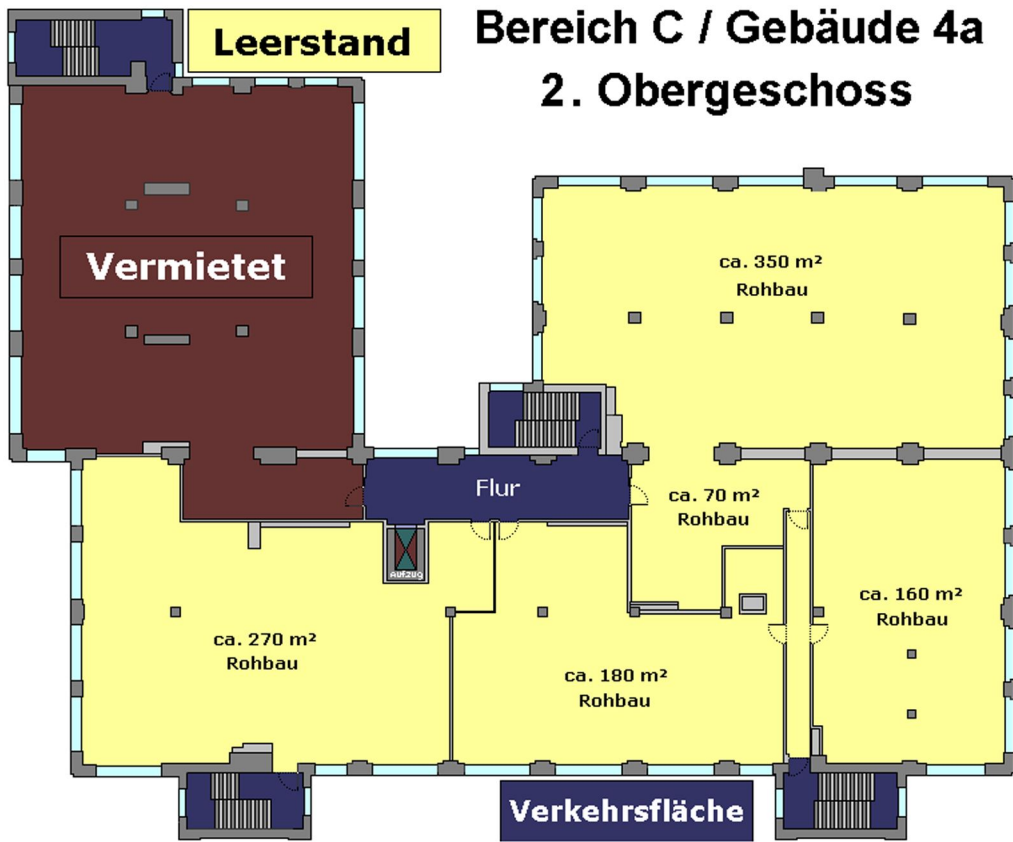 Leerstand
Bereich C / Gebäude 4a
2. Obergeschoss
Vermietet
ca. 350 m²
Rohbau
Flur
ca. 70 m²
Rohbau
Aufzug
ca. 160 m²
Rohbau
ca. 270 m²
Rohbau
ca. 180 m²
Rohbau
Verkehrsfläche